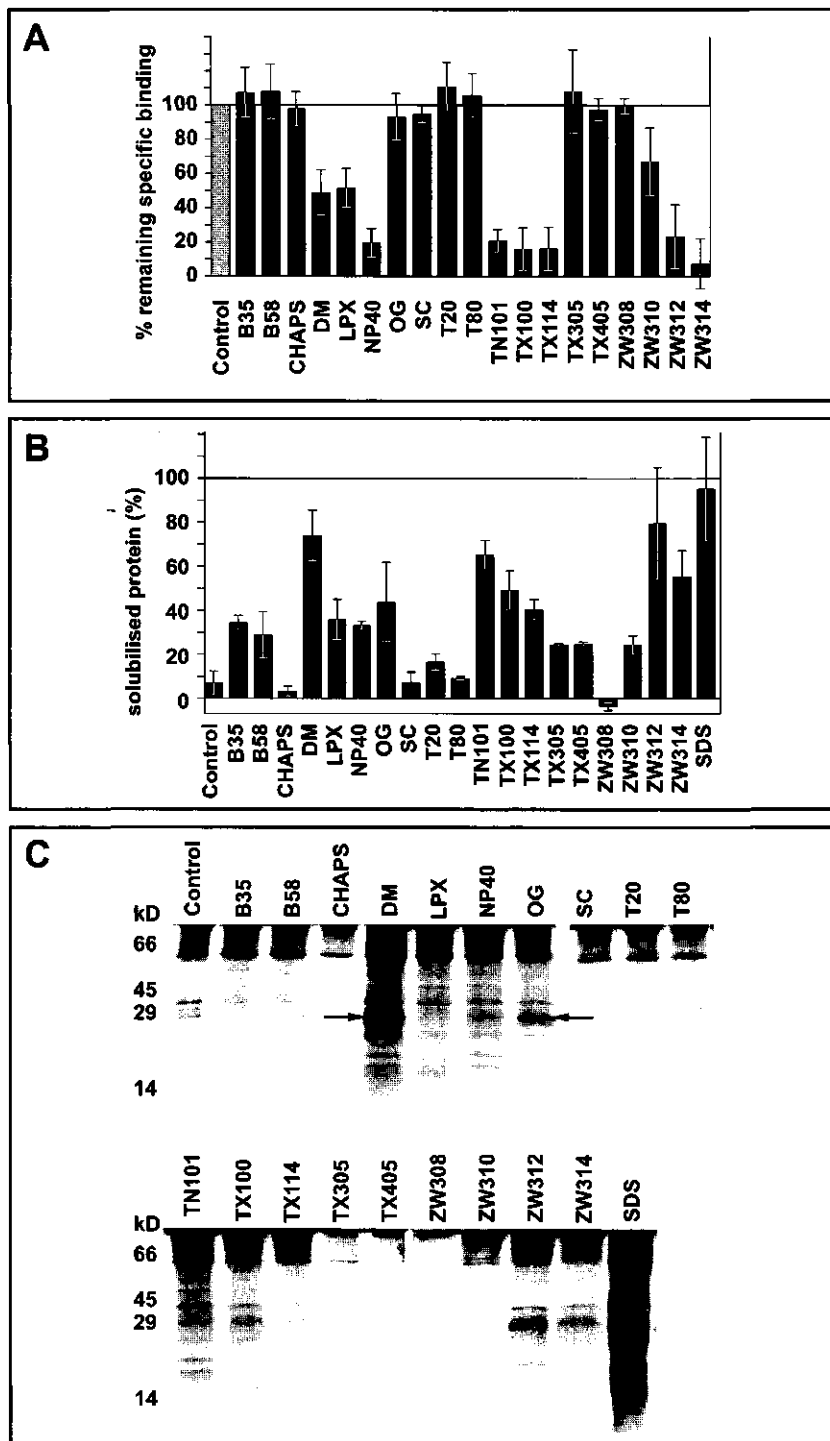 A
% remaining specific binding
100
80
60
40
20
0
Control
B35
B58
CHAPS
DM
LPX
NP40
OG
SC
T20
T80
TN101
TX100
TX114
TX305
TX405
ZW308
ZW310
ZW312
ZW314
B
solubilised protein (%)
100
80
60
40
20
0
Control
B35
B58
CHAPS
DM
LPX
NP40
OG
SC
T20
T80
TN101
TX100
TX114
TX305
TX405
ZW308
ZW310
ZW312
ZW314
SDS
C
Control
B35
B58
CHAPS
DM
LPX
NP40
OG
SC
T20
T80
kD
66
45
29
14
TN101
TX100
TX114
TX305
TX405
ZW308
ZW310
ZW312
ZW314
SDS
kD
66
45
29
14